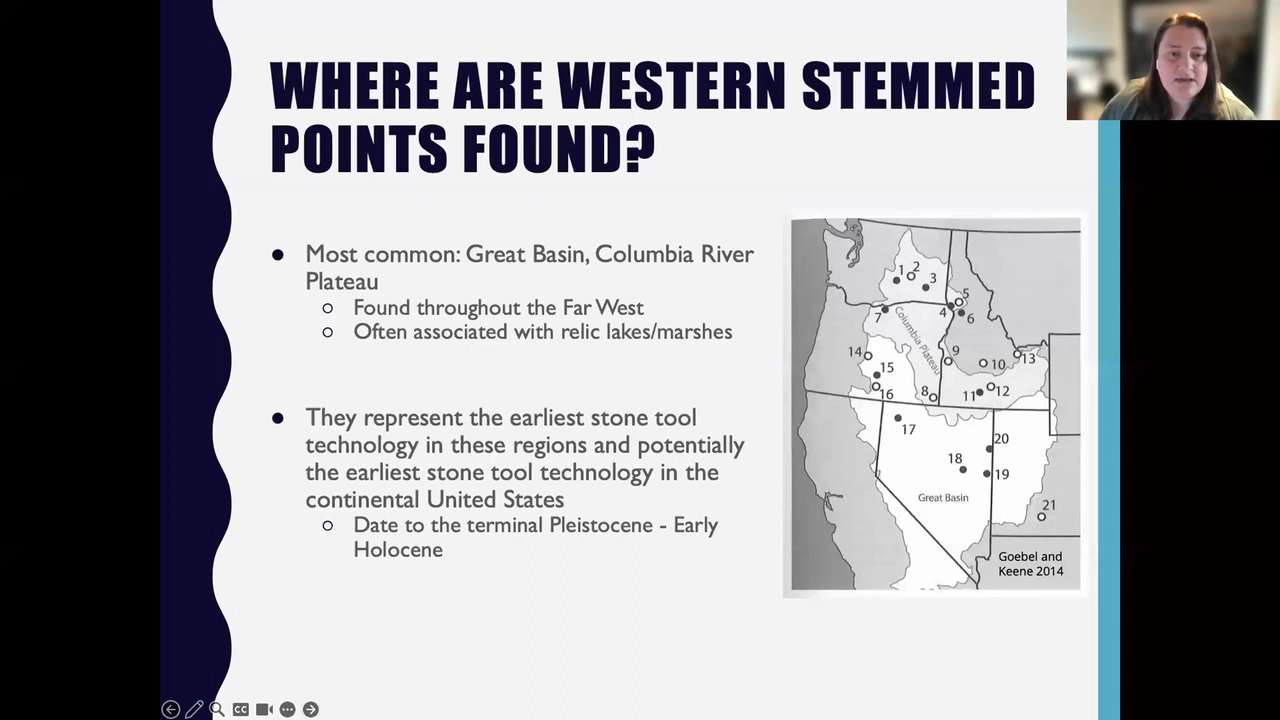 WHERE ARE WESTERN STEMMED
POINTS FOUND?
● Most common: Great Basin, Columbia River
Plateau
○ Found throughout the Far West
○ Often associated with relic lakes/marshes
● They represent the earliest stone tool
technology in these regions and potentially
the earliest stone tool technology in the
continental United States
○ Date to the terminal Pleistocene - Early
Holocene
1
2
3
5
4
6
7
Columbia Plateau
14
9
13
10
15
16
8
11
12
17
20
18
19
Great Basin
21
Goebel and
Keene 2014
CC